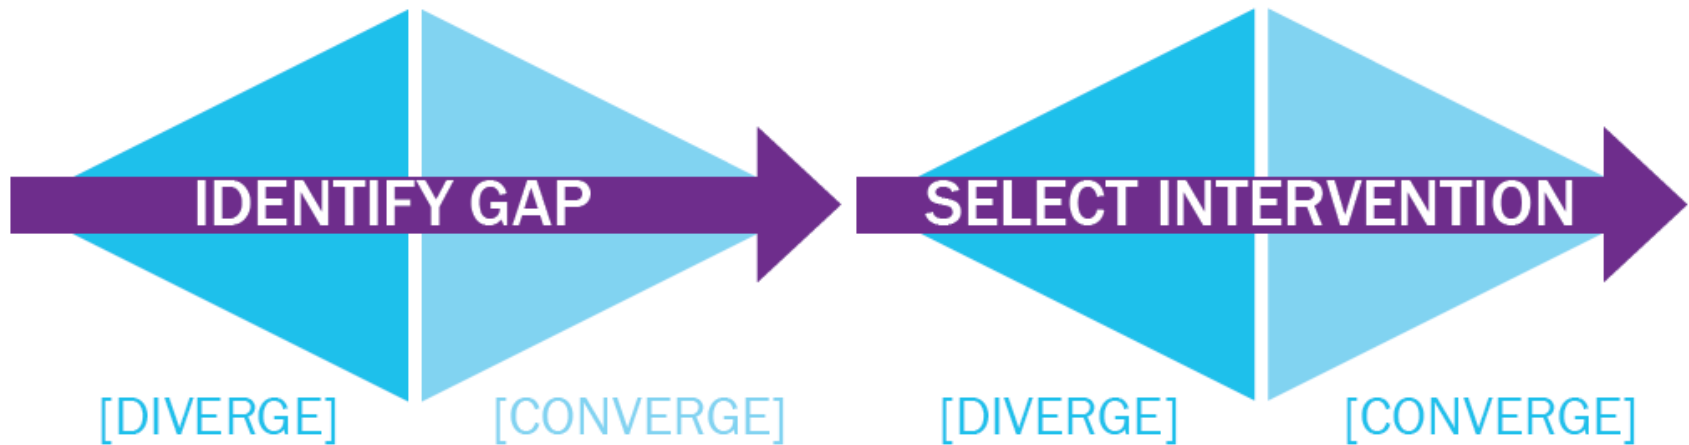 IDENTIFY GAP
SELECT INTERVENTION
[DIVERGE]
[CONVERGE]
[DIVERGE]
[CONVERGE]